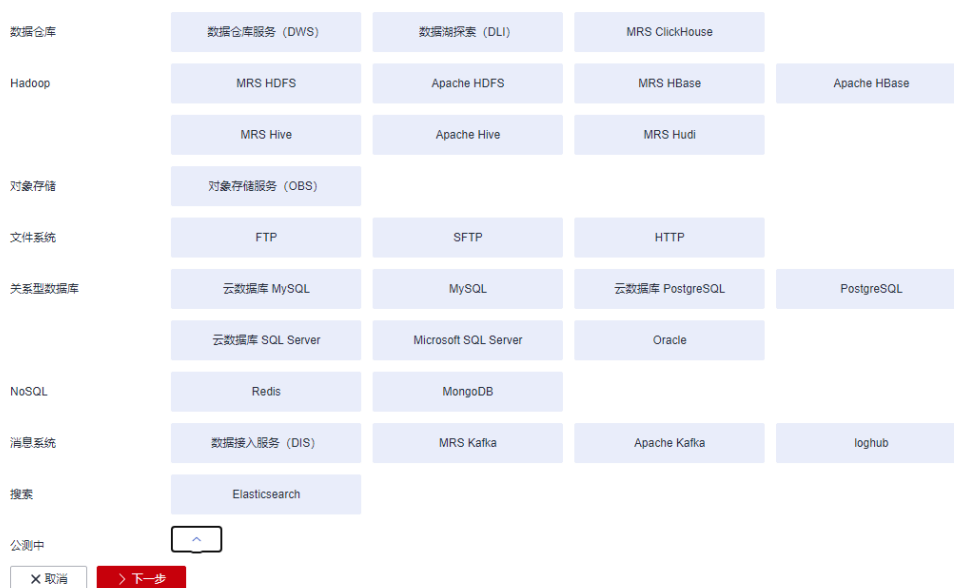 数据仓库 数据仓库服务（DWS） 数据湖探索（DLI） MRS ClickHouse
Hadoop MRS HDFS Apache HDFS MRS HBase Apache HBase
MRS Hive Apache Hive MRS Hudi
对象存储 对象存储服务（OBS）
文件系统 FTP SFTP HTTP
关系型数据库 云数据库 MySQL MySQL 云数据库 PostgreSQL PostgreSQL
云数据库 SQL Server Microsoft SQL Server Oracle
NoSQL Redis MongoDB
消息系统 数据接入服务（DIS） MRS Kafka Apache Kafka loghub
搜索 Elasticsearch
公测中
取消 下一步